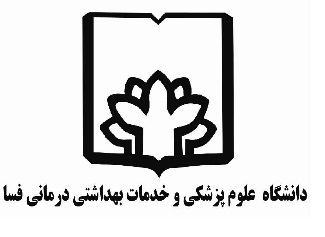 دانشگاه علوم پزشکی و خدمات بهداشتی درمانی فسا